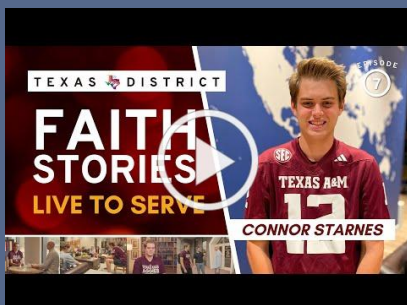 TEXAS DISTRICT
FAITH
STORIES
LIVE TO SERVE
EPISODE
7
SEC
TEXAS A&M
12
CONNOR STARNES